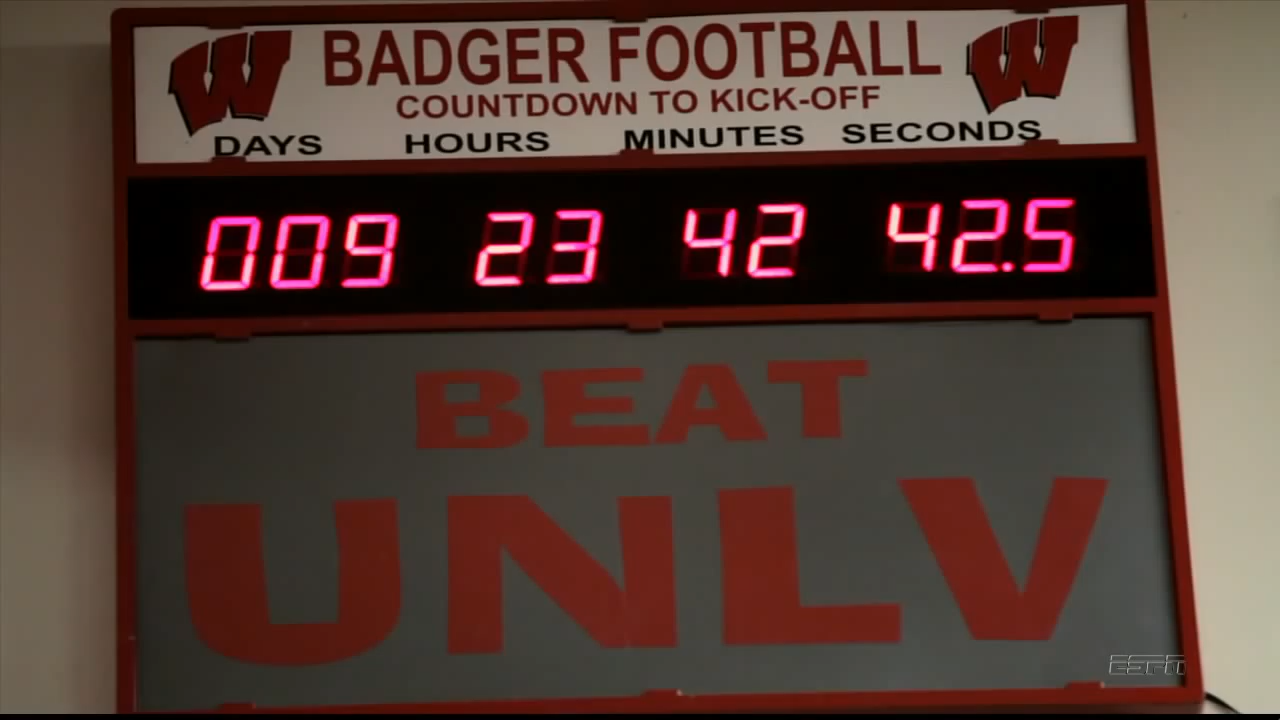 W BADGER FOOTBALL W
COUNTDOWN TO KICK-OFF
DAYS HOURS MINUTES SECONDS
009 23 42 42.5
BEAT
UNLV
ESPN